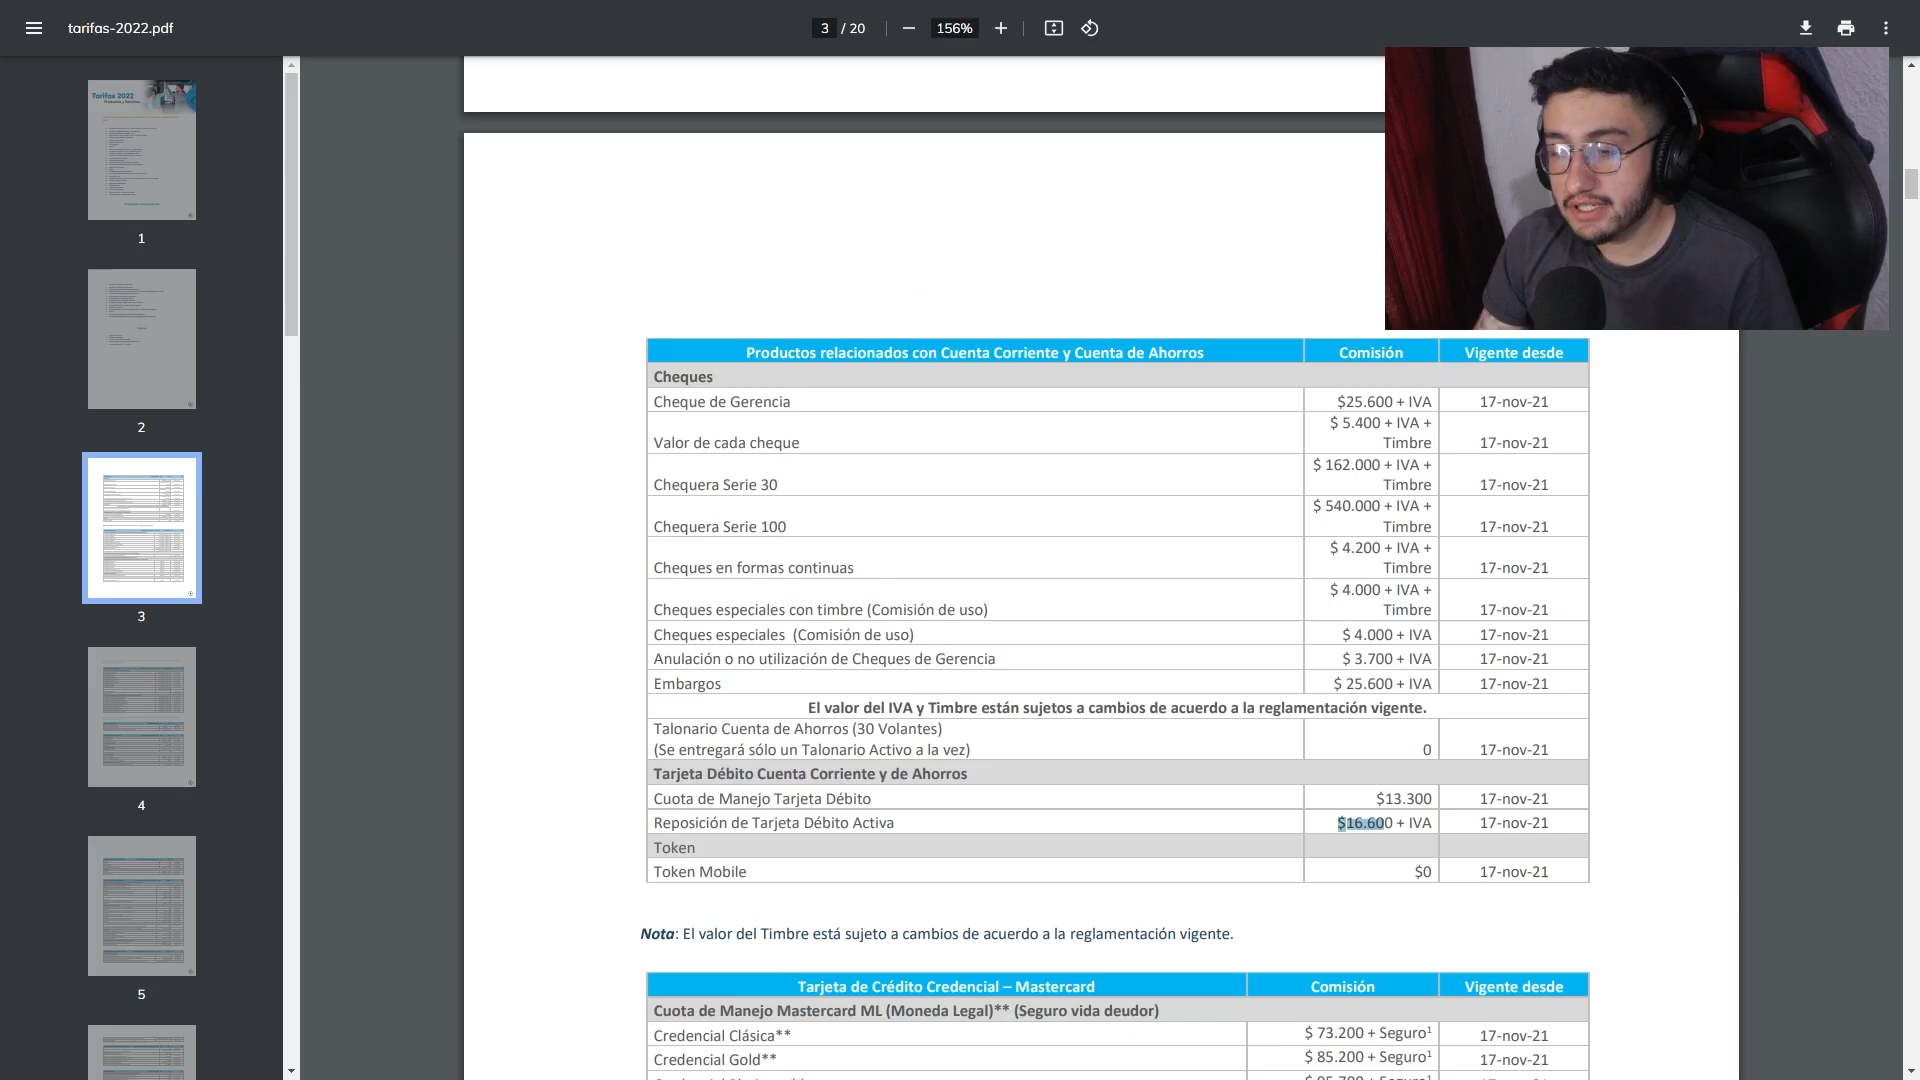 tarifas-2022.pdf
3 / 20
156%
Tarifas 2022
1
2
3
4
5
Productos relacionados con Cuenta Corriente y Cuenta de Ahorros Comisión Vigente desde
Cheques
Cheque de Gerencia $25.600 + IVA 17-nov-21
$ 5.400 + IVA +
Valor de cada cheque Timbre 17-nov-21
$ 162.000 + IVA +
Chequera Serie 30 Timbre 17-nov-21
$ 540.000 + IVA +
Chequera Serie 100 Timbre 17-nov-21
$ 4.200 + IVA +
Cheques en formas continuas Timbre 17-nov-21
$ 4.000 + IVA +
Cheques especiales con timbre (Comisión de uso) Timbre 17-nov-21
Cheques especiales (Comisión de uso) $ 4.000 + IVA 17-nov-21
Anulación o no utilización de Cheques de Gerencia $ 3.700 + IVA 17-nov-21
Embargos $ 25.600 + IVA 17-nov-21
El valor del IVA y Timbre están sujetos a cambios de acuerdo a la reglamentación vigente.
Talonario Cuenta de Ahorros (30 Volantes)
(Se entregará sólo un Talonario Activo a la vez) 0 17-nov-21
Tarjeta Débito Cuenta Corriente y de Ahorros
Cuota de Manejo Tarjeta Débito $13.300 17-nov-21
Reposición de Tarjeta Débito Activa $16.600 + IVA 17-nov-21
Token
Token Mobile $0 17-nov-21
Nota: El valor del Timbre está sujeto a cambios de acuerdo a la reglamentación vigente.
Tarjeta de Crédito Credencial – Mastercard Comisión Vigente desde
Cuota de Manejo Mastercard ML (Moneda Legal)** (Seguro vida deudor)
Credencial Clásica** $ 73.200 + Seguro¹ 17-nov-21
Credencial Gold** $ 85.200 + Seguro¹ 17-nov-21